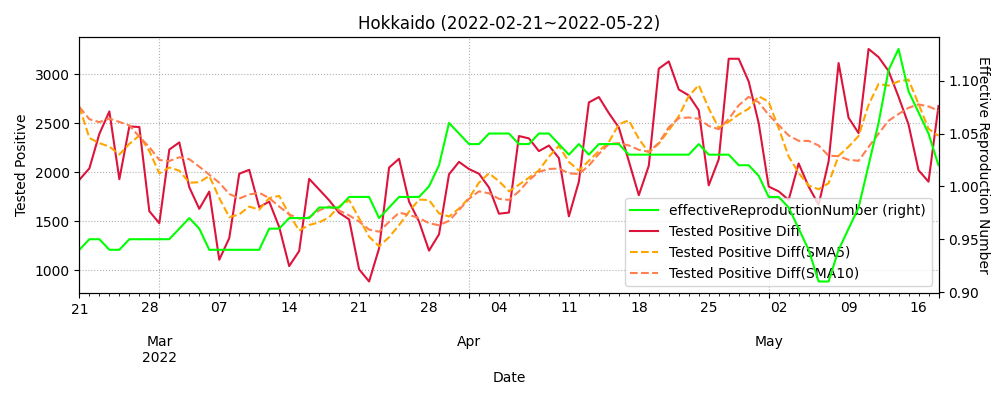 Hokkaido (2022-02-21~2022-05-22)
Tested Positive
3000
2500
2000
1500
1000
1.10
1.05
1.00
0.95
0.90
Effective Reproduction Number
effectiveReproductionNumber (right)
Tested Positive Diff
Tested Positive Diff(SMA5)
Tested Positive Diff(SMA10)
21 28 07 14 21 28 04 11 18 25 02 09 16
Mar Apr May
2022
Date